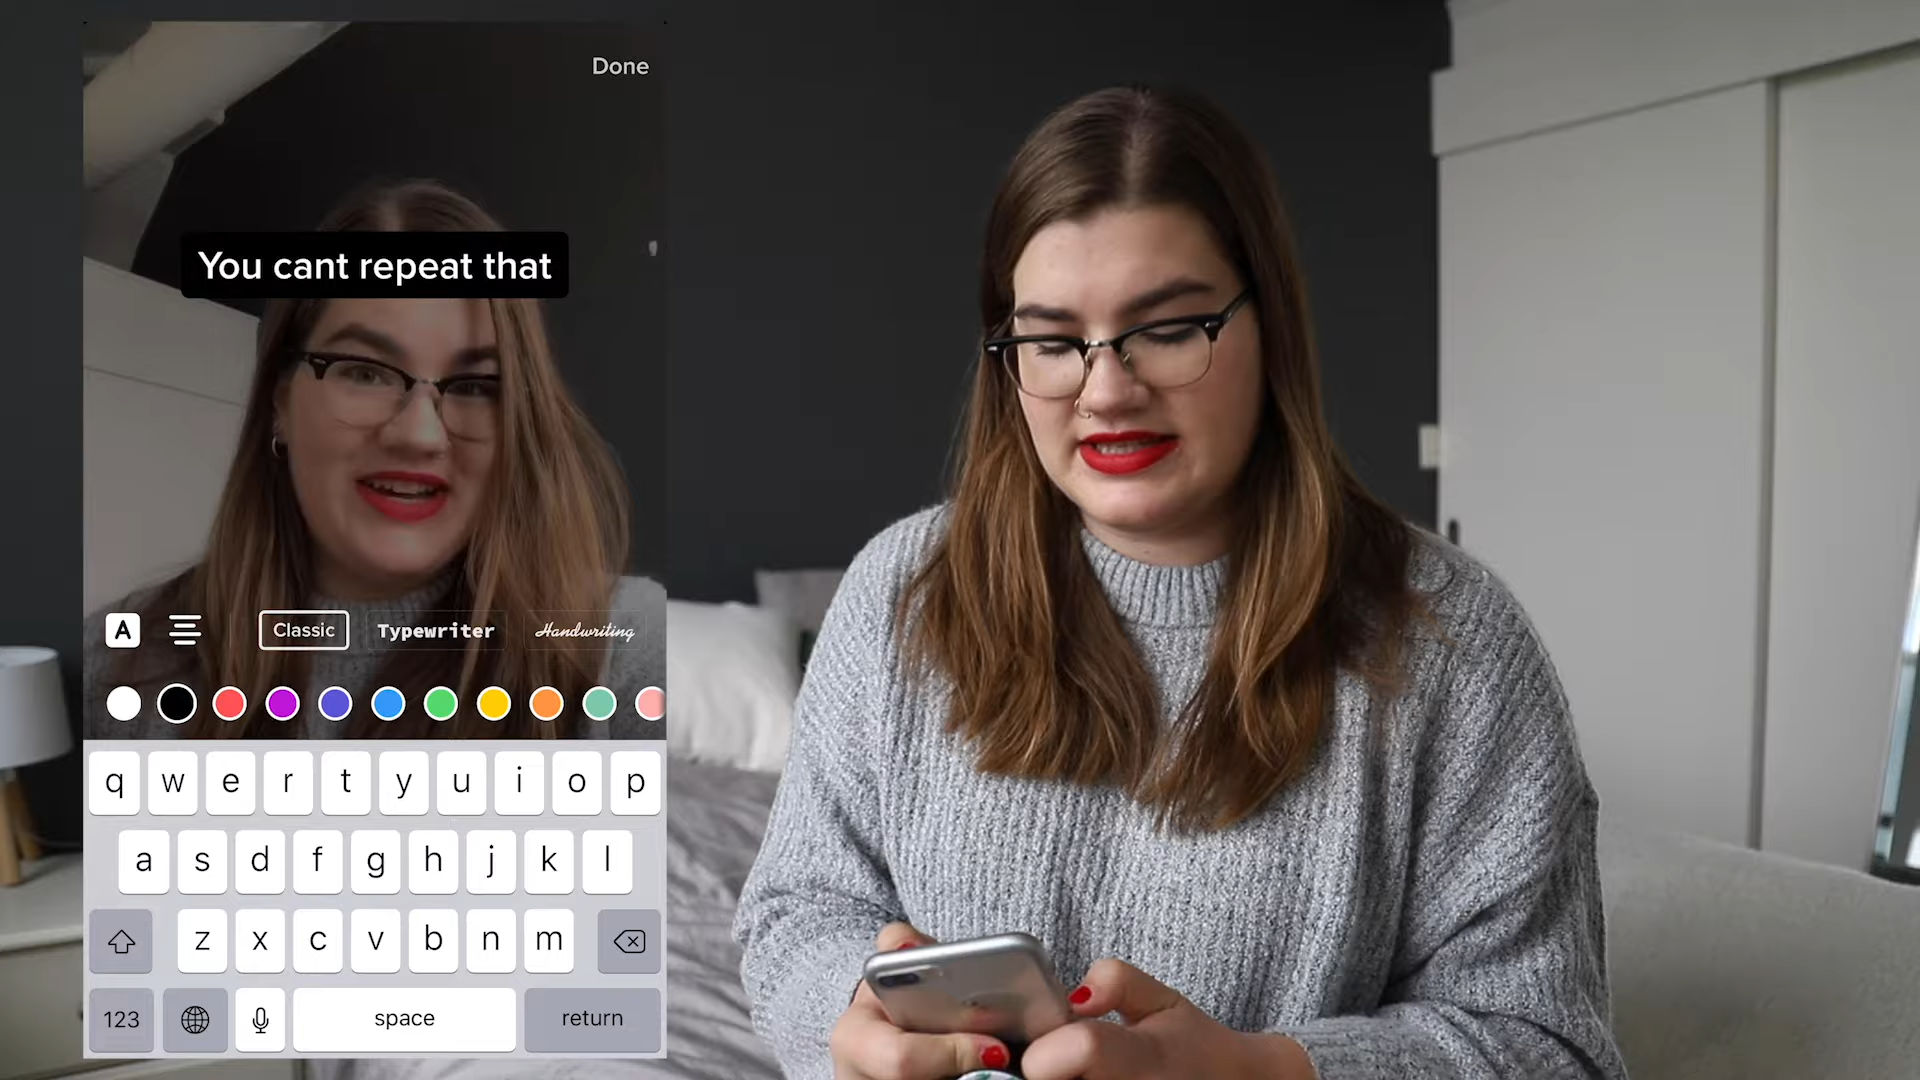 Done
You cant repeat that
A
Classic Typewriter Handwriting
q w e r t y u i o p
a s d f g h j k l
z x c v b n m
123 space return